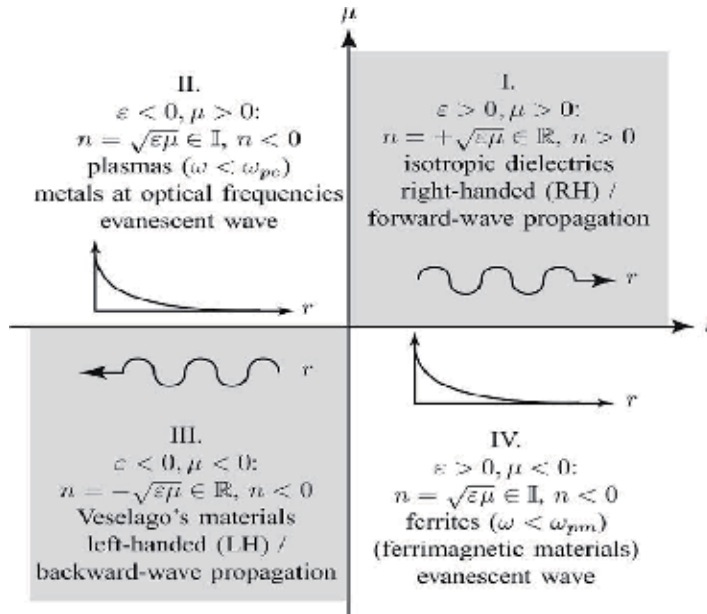 μ
II.
ε < 0, μ > 0:
n = √εμ ∈ 𝕀, n < 0
plasmas (ω < ωpe)
metals at optical frequencies
evanescent wave
r
I.
ε > 0, μ > 0:
n = +√εμ ∈ ℝ, n > 0
isotropic dielectrics
right-handed (RH) /
forward-wave propagation
r
r
III.
ε < 0, μ < 0:
n = −√εμ ∈ ℝ, n < 0
Veselago's materials
left-handed (LH) /
backward-wave propagation
r
IV.
ε > 0, μ < 0:
n = √εμ ∈ 𝕀, n < 0
ferrites (ω < ωpm)
(ferrimagnetic materials)
evanescent wave